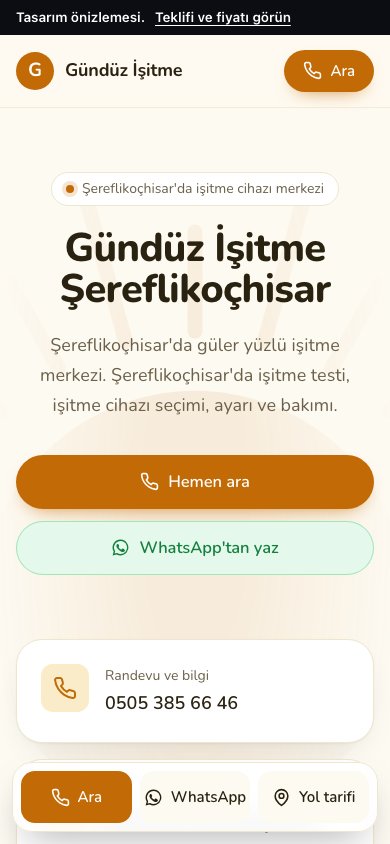 Tasarım önizlemesi. Teklifi ve fiyatı görün
G Gündüz İşitme Ara
Şereflikoçhisar'da işitme cihazı merkezi
Gündüz İşitme
Şereflikoçhisar
Şereflikoçhisar'da güler yüzlü işitme
merkezi. Şereflikoçhisar'da işitme testi,
işitme cihazı seçimi, ayarı ve bakımı.
Hemen ara
WhatsApp'tan yaz
Randevu ve bilgi
0505 385 66 46
Ara WhatsApp Yol tarifi